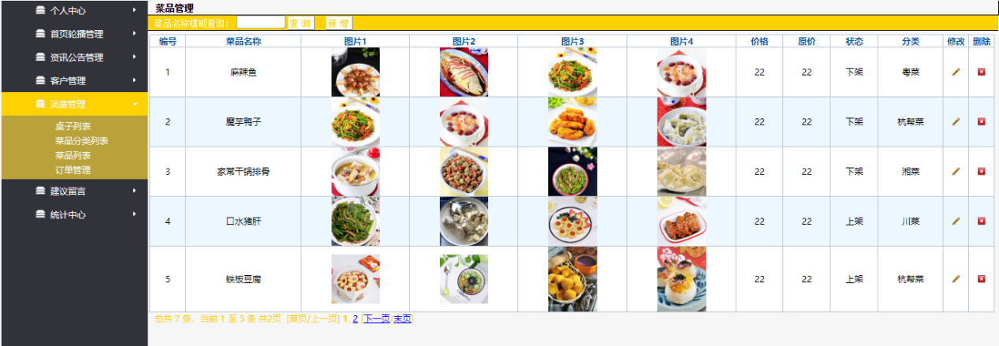 个人中心
首页轮播管理
资讯公告管理
客户管理
消费管理
桌子列表
菜品分类列表
菜品列表
订单管理
建议留言
统计中心
菜品管理
菜品名称模糊查询： 查 询 新 增
编号 菜品名称 图片1 图片2 图片3 图片4 价格 原价 状态 分类 修改 删除
1 麻辣鱼 22 22 下架 粤菜
2 魔芋鸭子 22 22 下架 杭帮菜
3 家常干锅排骨 22 22 下架 湘菜
4 口水猪肝 22 22 上架 川菜
5 铁板豆腐 22 22 上架 杭帮菜
总共 7 条，当前 1 至 5 条 共2页 [首页/上一页] 1, 2 [下一页/末页]